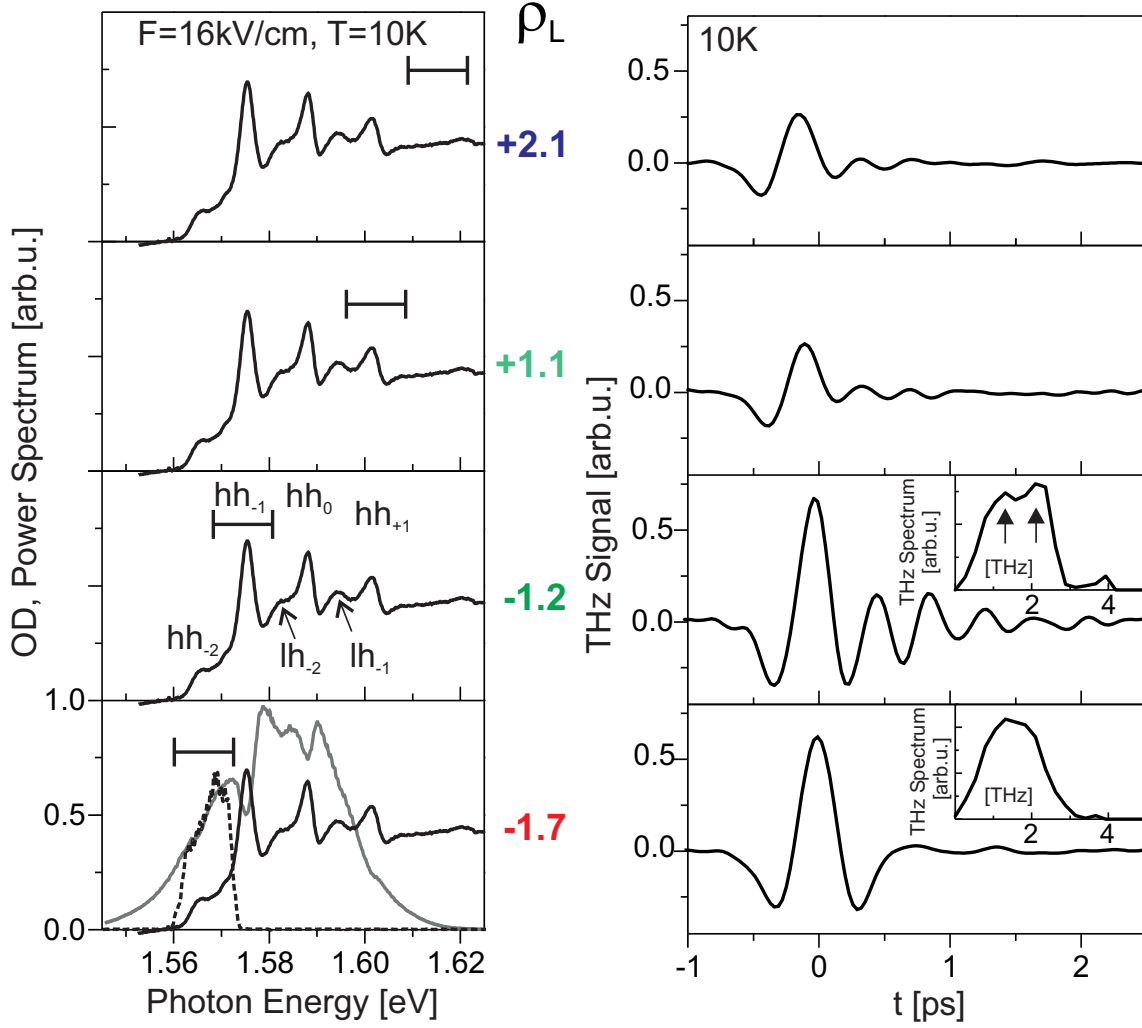 F=16kV/cm, T=10K
ρL
10K
+2.1
0.5
0.0
+1.1
0.5
0.0
hh-1
hh0
hh+1
hh-2
lh-2
lh-1
-1.2
0.5
0.0
THz Spectrum
[arb.u.]
[THz]
2
4
1.0
0.5
0.0
-1.7
0.5
0.0
THz Spectrum
[arb.u.]
[THz]
2
4
OD, Power Spectrum [arb.u.]
THz Signal [arb.u.]
1.56
1.58
1.60
1.62
Photon Energy [eV]
-1
0
1
2
t [ps]